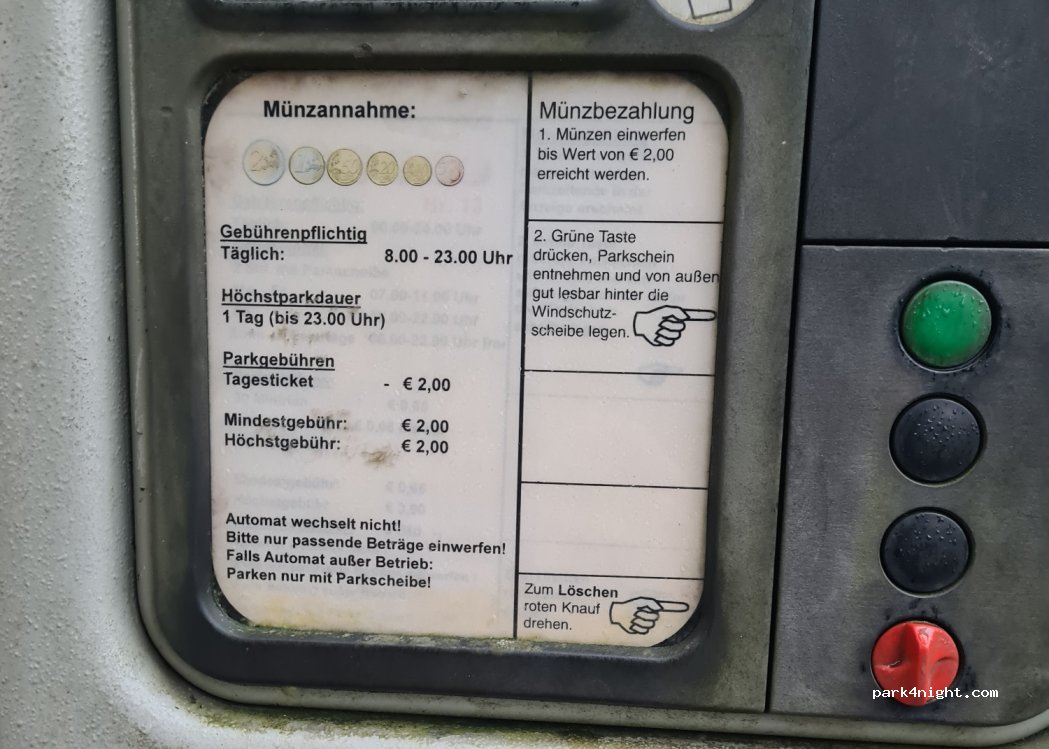 Münzannahme:
Gebührenpflichtig
Täglich: 8.00 - 23.00 Uhr
Höchstparkdauer
1 Tag (bis 23.00 Uhr)
Parkgebühren
Tagesticket - € 2,00
Mindestgebühr: € 2,00
Höchstgebühr: € 2,00
Automat wechselt nicht!
Bitte nur passende Beträge einwerfen!
Falls Automat außer Betrieb:
Parken nur mit Parkscheibe!
Münzbezahlung
1. Münzen einwerfen
bis Wert von € 2,00
erreicht werden.
2. Grüne Taste
drücken, Parkschein
entnehmen und von außen
gut lesbar hinter die
Windschutz-
scheibe legen.
Zum Löschen
roten Knauf
drehen.
park4night.com